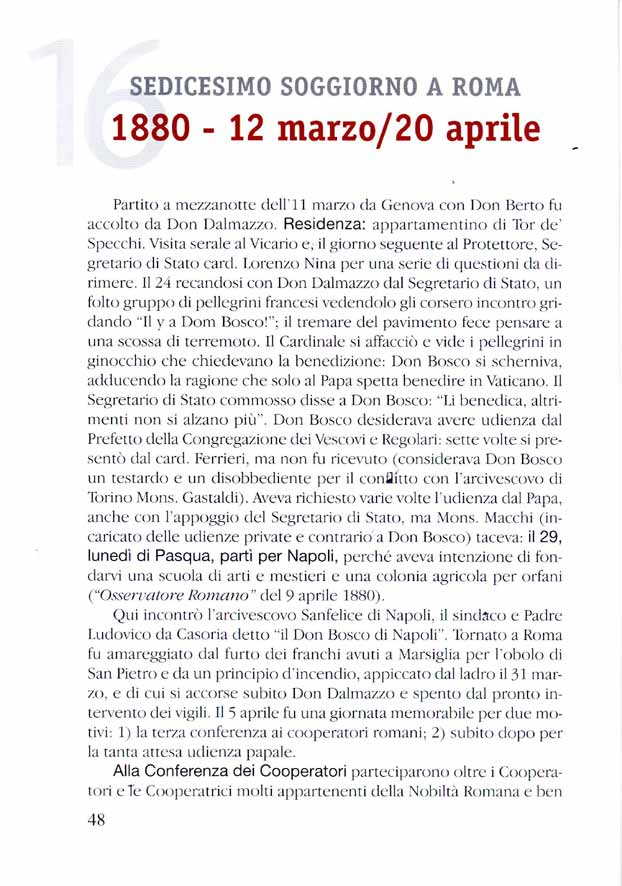 16
SEDICESIMO SOGGIORNO A ROMA
1880 - 12 marzo/20 aprile
Partito a mezzanotte dell'11 marzo da Genova con Don Berto fu
accolto da Don Dalmazzo. Residenza: appartamentino di Tor de'
Specchi. Visita serale al Vicario e, il giorno seguente al Protettore, Se-
gretario di Stato card. Lorenzo Nina per una serie di questioni da di-
rimere. Il 24 recandosi con Don Dalmazzo dal Segretario di Stato, un
folto gruppo di pellegrini francesi vedendolo gli corsero incontro gri-
dando "Il y a Dom Bosco!"; il tremare del pavimento fece pensare a
una scossa di terremoto. Il Cardinale si affacciò e vide i pellegrini in
ginocchio che chiedevano la benedizione: Don Bosco si scherniva,
adducendo la ragione che solo al Papa spetta benedire in Vaticano. Il
Segretario di Stato commosso disse a Don Bosco: "Li benedica, altri-
menti non si alzano più". Don Bosco desiderava avere udienza dal
Prefetto della Congregazione dei Vescovi e Regolari: sette volte si pre-
sentò dal card. Ferrieri, ma non fu ricevuto (considerava Don Bosco
un testardo e un disobbediente per il conflitto con l'arcivescovo di
Torino Mons. Gastaldi). Aveva richiesto varie volte l'udienza dal Papa,
anche con l'appoggio del Segretario di Stato, ma Mons. Macchi (in-
caricato delle udienze private e contrario a Don Bosco) taceva: il 29,
lunedì di Pasqua, partì per Napoli, perché aveva intenzione di fon-
darvi una scuola di arti e mestieri e una colonia agricola per orfani
("Osservatore Romano" del 9 aprile 1880).
Qui incontrò l'arcivescovo Sanfelice di Napoli, il sindaco e Padre
Ludovico da Casoria detto "il Don Bosco di Napoli". Tornato a Roma
fu amareggiato dal furto dei franchi avuti a Marsiglia per l'obolo di
San Pietro e da un principio d'incendio, appiccato dal ladro il 31 mar-
zo, e di cui si accorse subito Don Dalmazzo e spento dal pronto in-
tervento dei vigili. Il 5 aprile fu una giornata memorabile per due mo-
tivi: 1) la terza conferenza ai cooperatori romani; 2) subito dopo per
la tanta attesa udienza papale.
Alla Conferenza dei Cooperatori parteciparono oltre i Coopera-
tori e le Cooperatrici molti appartenenti della Nobiltà Romana e ben
48